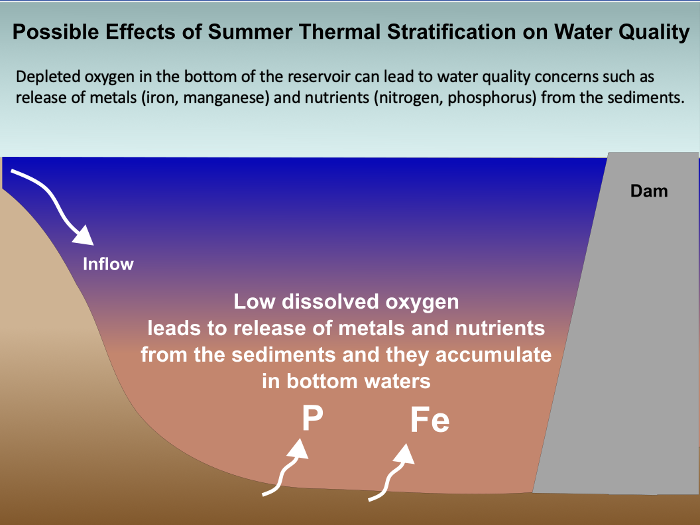 Possible Effects of Summer Thermal Stratification on Water Quality
Depleted oxygen in the bottom of the reservoir can lead to water quality concerns such as
release of metals (iron, manganese) and nutrients (nitrogen, phosphorus) from the sediments.
Dam
Inflow
Low dissolved oxygen
leads to release of metals and nutrients
from the sediments and they accumulate
in bottom waters
P Fe